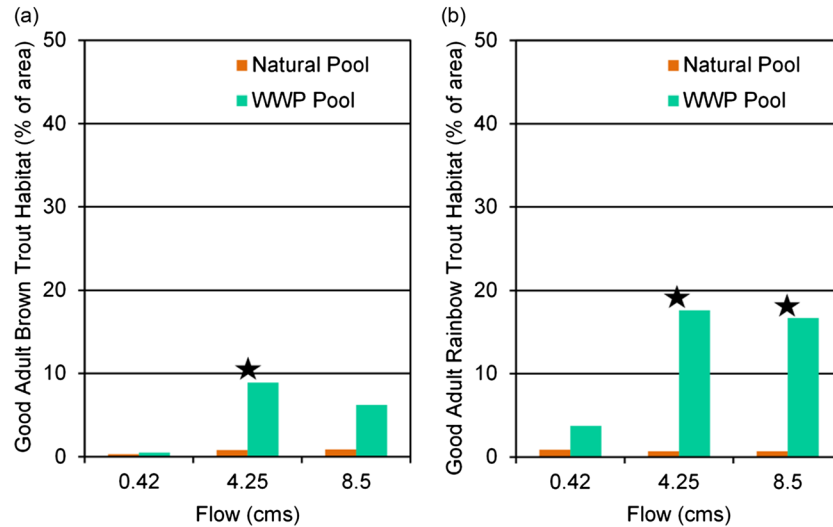 (a)
Good Adult Brown Trout Habitat (% of area)
50
40
30
20
10
0
Natural Pool
WWP Pool
0.42 4.25 8.5
Flow (cms)
(b)
Good Adult Rainbow Trout Habitat (% of area)
50
40
30
20
10
0
Natural Pool
WWP Pool
0.42 4.25 8.5
Flow (cms)